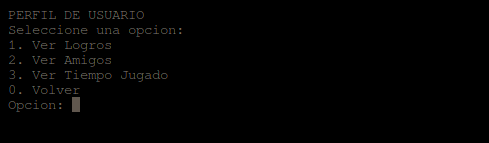 PERFIL DE USUARIO
Seleccione una opcion:
1. Ver Logros
2. Ver Amigos
3. Ver Tiempo Jugado
0. Volver
Opcion: